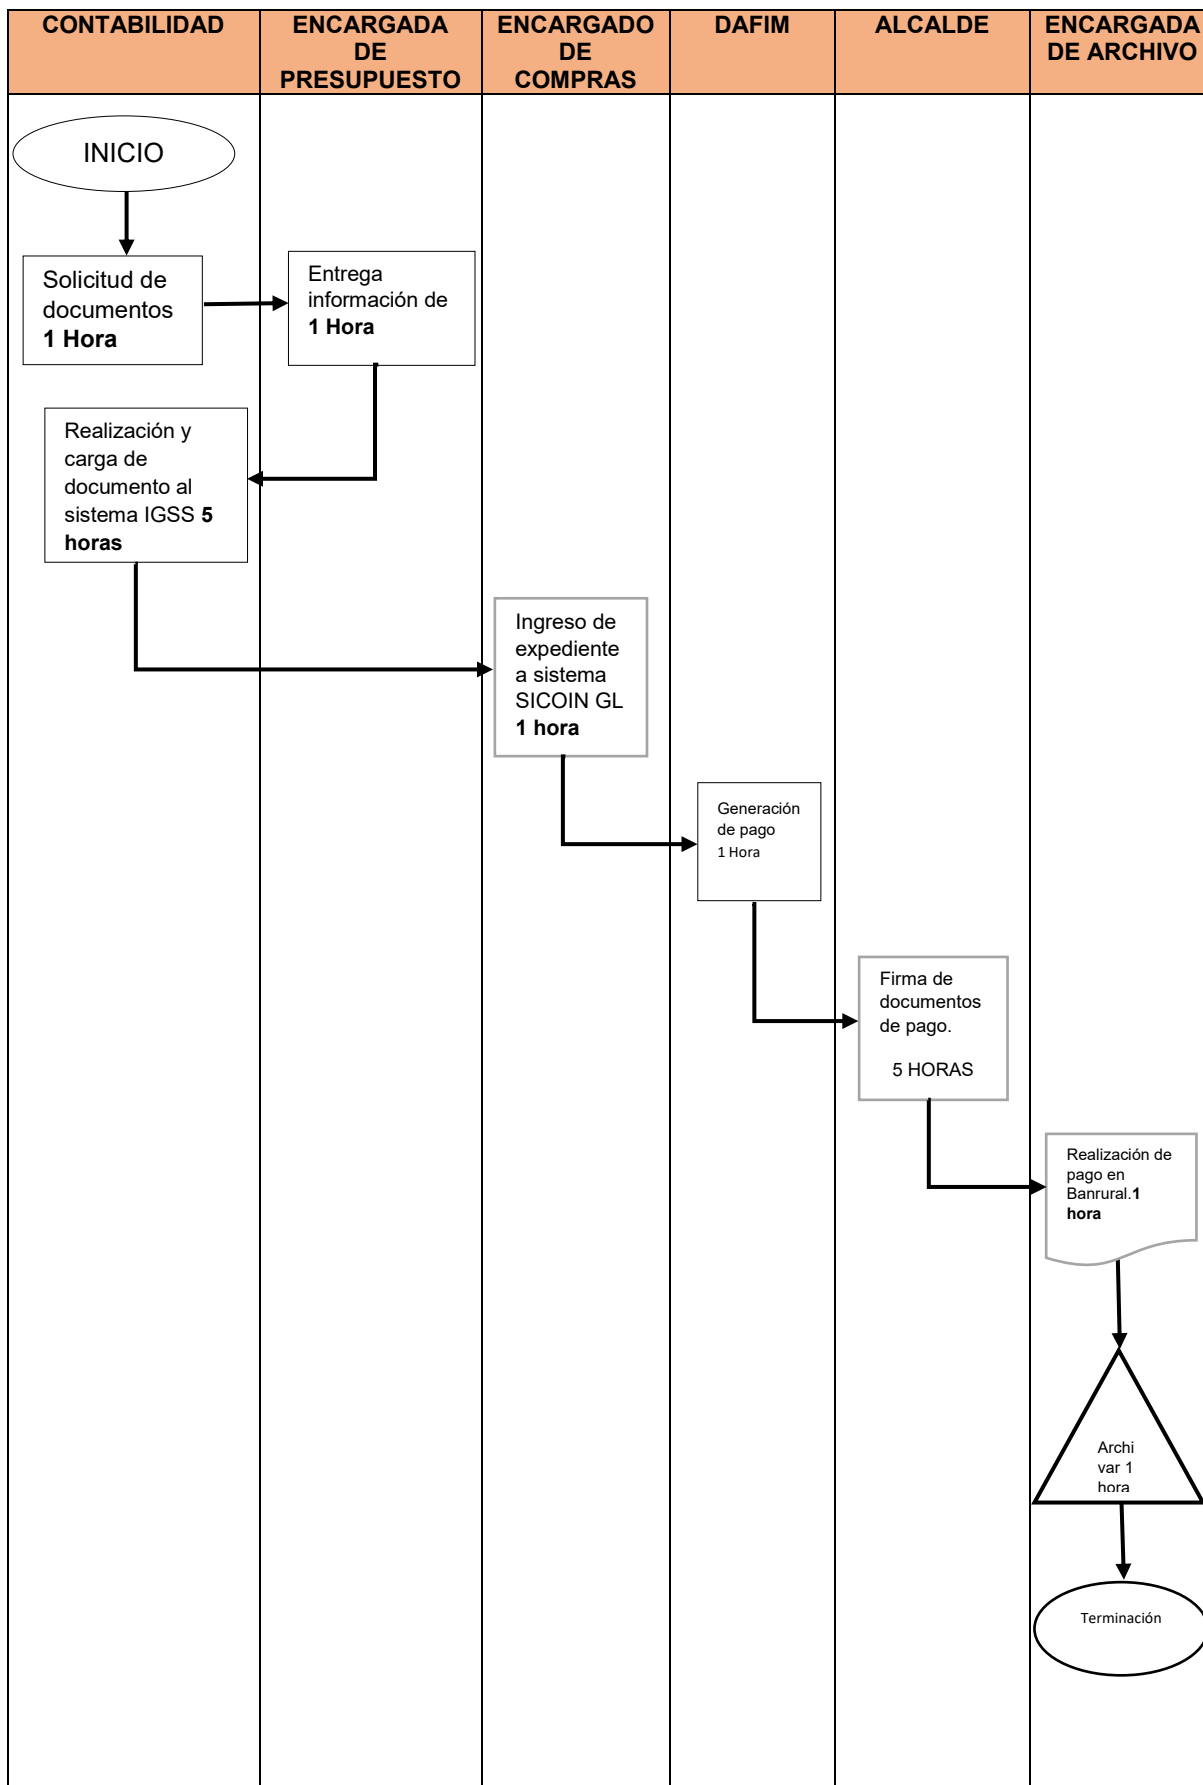 CONTABILIDAD
ENCARGADA
DE
PRESUPUESTO
ENCARGADO
DE
COMPRAS
DAFIM
ALCALDE
ENCARGADA
DE ARCHIVO
INICIO
Solicitud de
documentos
1 Hora
Entrega
información de
1 Hora
Realización y
carga de
documento al
sistema IGSS 5
horas
Ingreso de
expediente
a sistema
SICOIN GL
1 hora
Generación
de pago
1 Hora
Firma de
documentos
de pago.
5 HORAS
Realización de
pago en
Banrural.1
hora
Archi
var 1
hora
Terminación